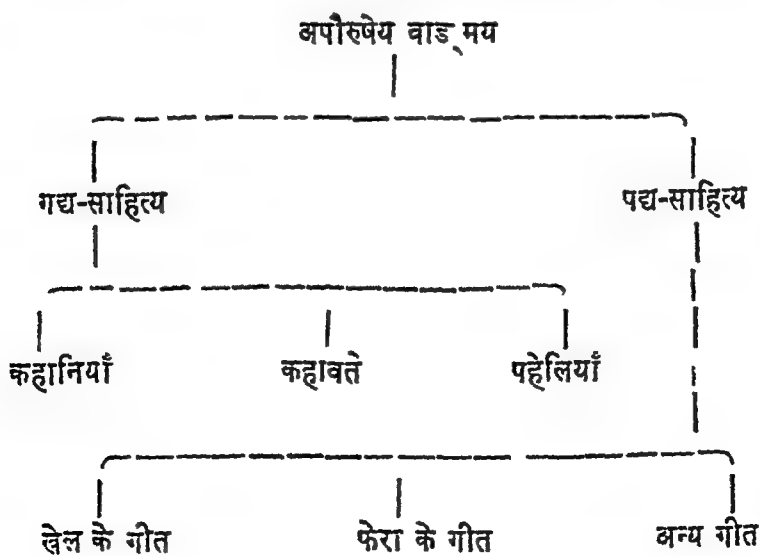 अपौरुषेय वाड्‌मय
गद्य-साहित्य पद्य-साहित्य
कहानियाँ कहावते पहेलियाँ
खेल के गीत फेरा के गीत अन्य गीत